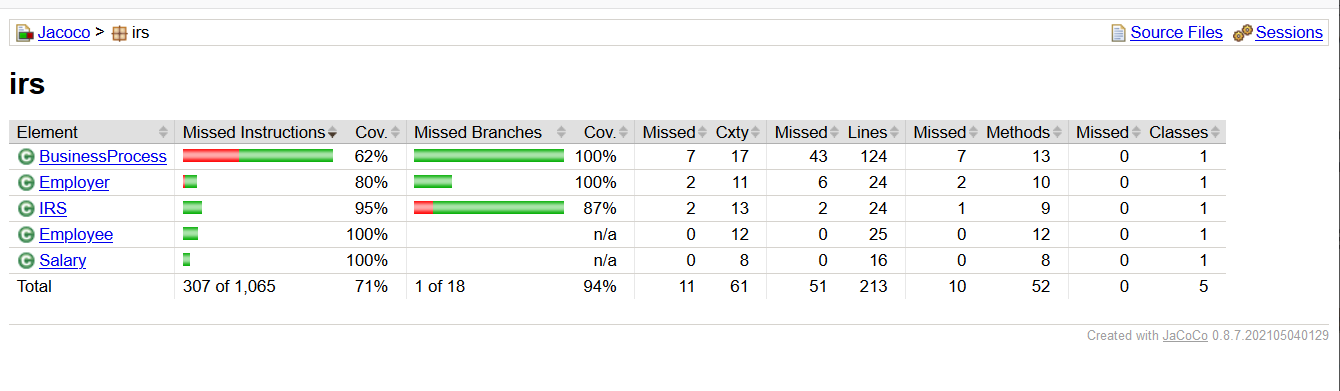 Jacoco > irs Source Files Sessions
irs
Element Missed Instructions Cov. Missed Branches Cov. Missed Cxty Missed Lines Missed Methods Missed Classes
BusinessProcess 62% 100% 7 17 43 124 7 13 0 1
Employer 80% 100% 2 11 6 24 2 10 0 1
IRS 95% 87% 2 13 2 24 1 9 0 1
Employee 100% n/a 0 12 0 25 0 12 0 1
Salary 100% n/a 0 8 0 16 0 8 0 1
Total 307 of 1,065 71% 1 of 18 94% 11 61 51 213 10 52 0 5
Created with JaCoCo 0.8.7.202105040129